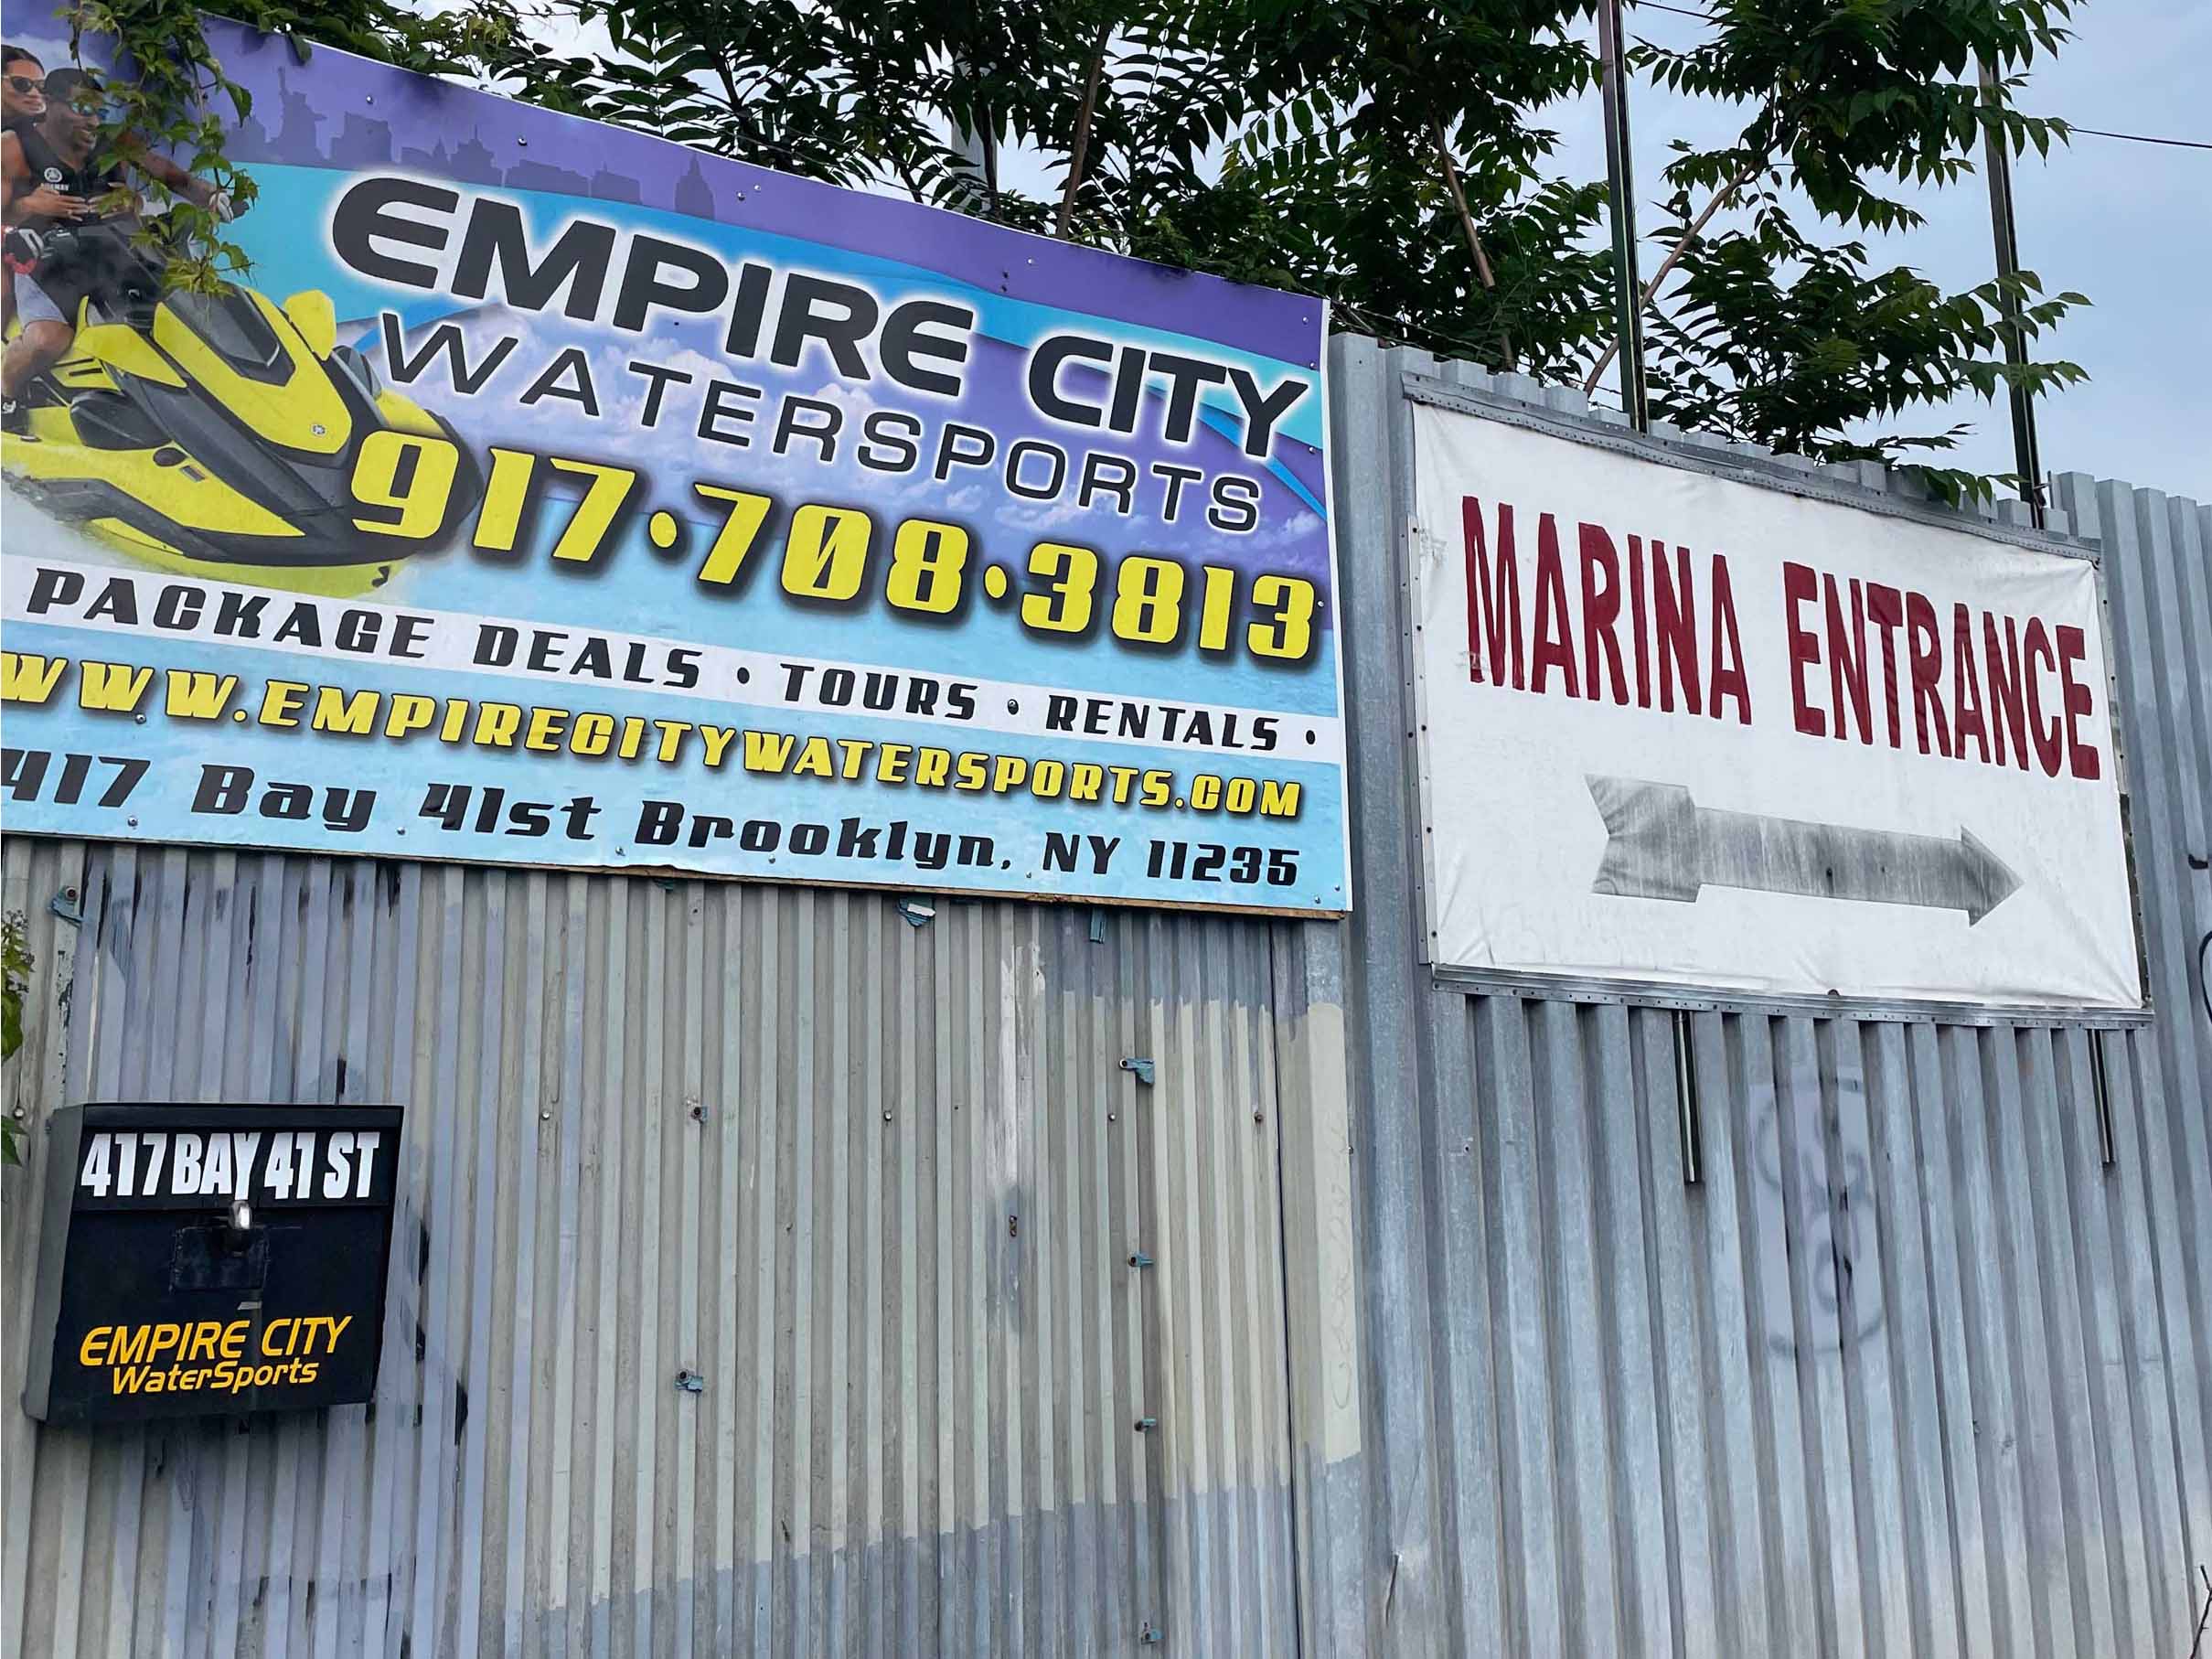 EMPIRE CITY
WATERSPORTS
917·708·3813
PACKAGE DEALS · TOURS · RENTALS ·
WWW.EMPIRECITYWATERSPORTS.COM
417 Bay 41st Brooklyn, NY 11235
MARINA ENTRANCE
417 BAY 41 ST
EMPIRE CITY
WaterSports